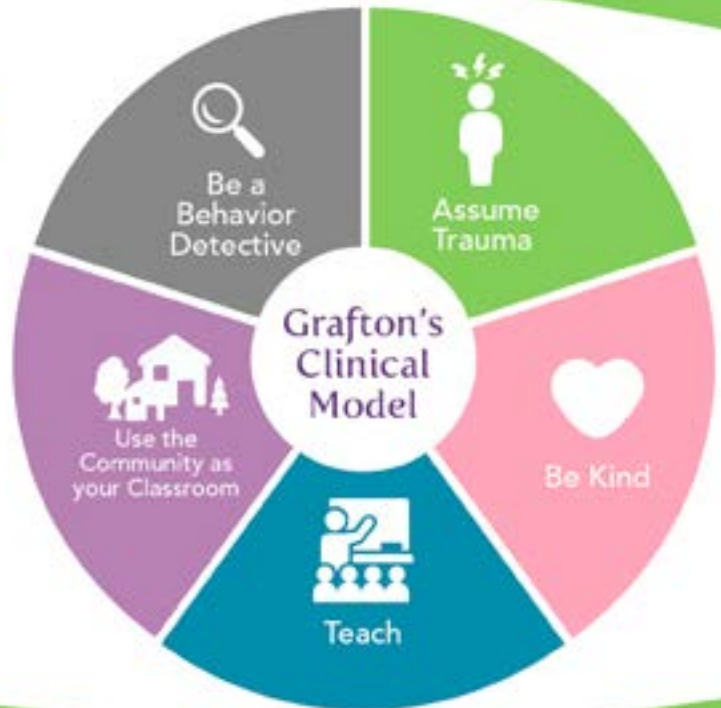 Grafton's
Clinical
Model
Assume
Trauma
Be Kind
Teach
Use the
Community as
your Classroom
Be a
Behavior
Detective